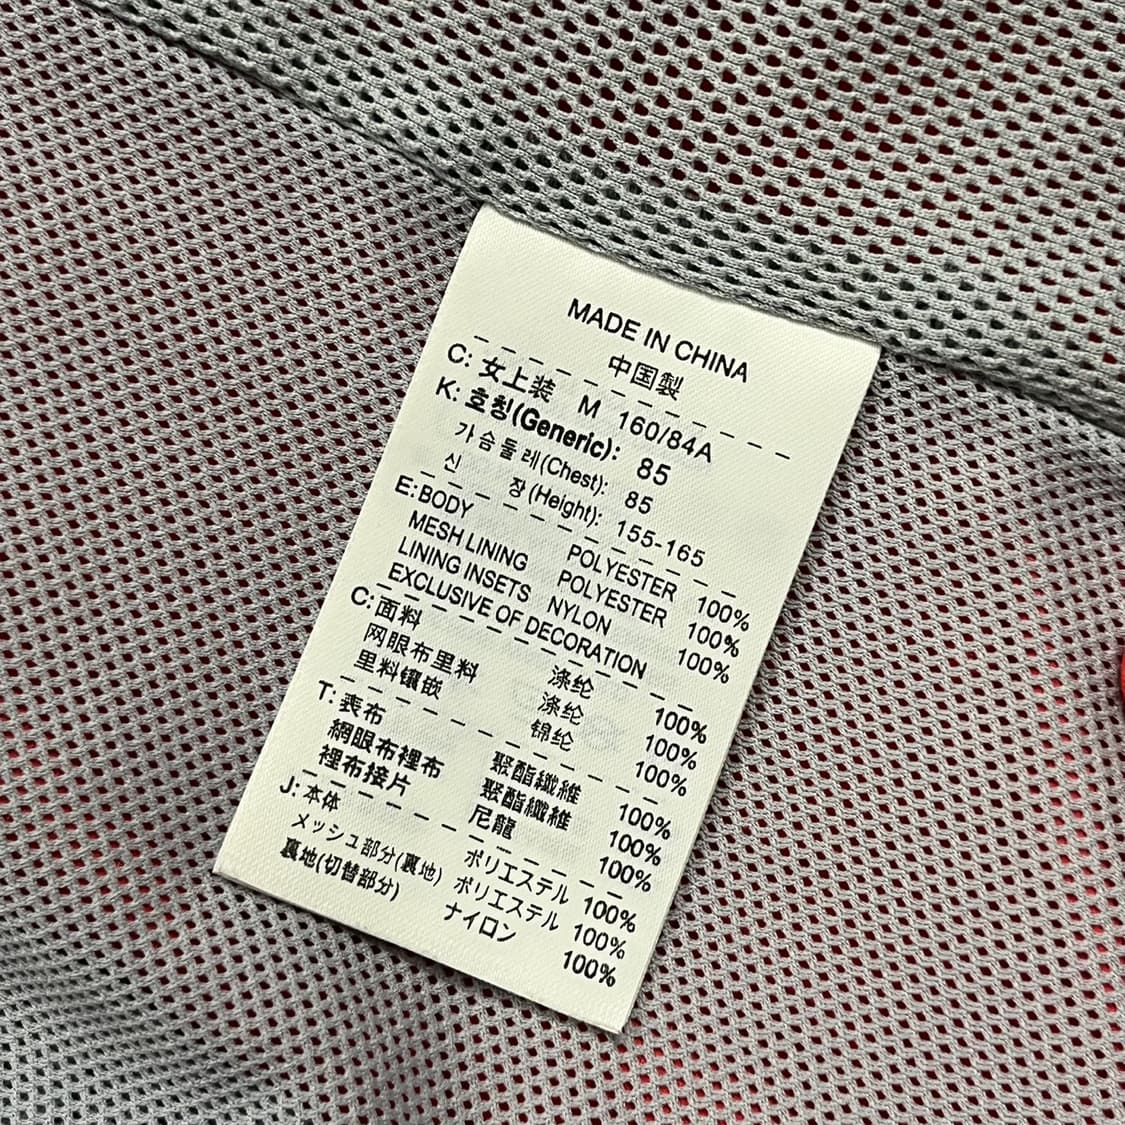 MADE IN CHINA
中国製
C: 女上装 M 160/84A
K: 호칭(Generic): 85
가슴둘레(Chest): 85
신 장(Height): 155-165
E: BODY POLYESTER 100%
MESH LINING POLYESTER 100%
LINING INSETS NYLON 100%
EXCLUSIVE OF DECORATION
C: 面料 涤纶 100%
网眼布里料 涤纶 100%
里料镶嵌 锦纶 100%
T: 表布 聚酯纖維 100%
網眼布裡布 聚酯纖維 100%
裡布接片 尼龍 100%
J: 本体 ポリエステル 100%
メッシュ部分(裏地) ポリエステル 100%
裏地(切替部分) ナイロン 100%